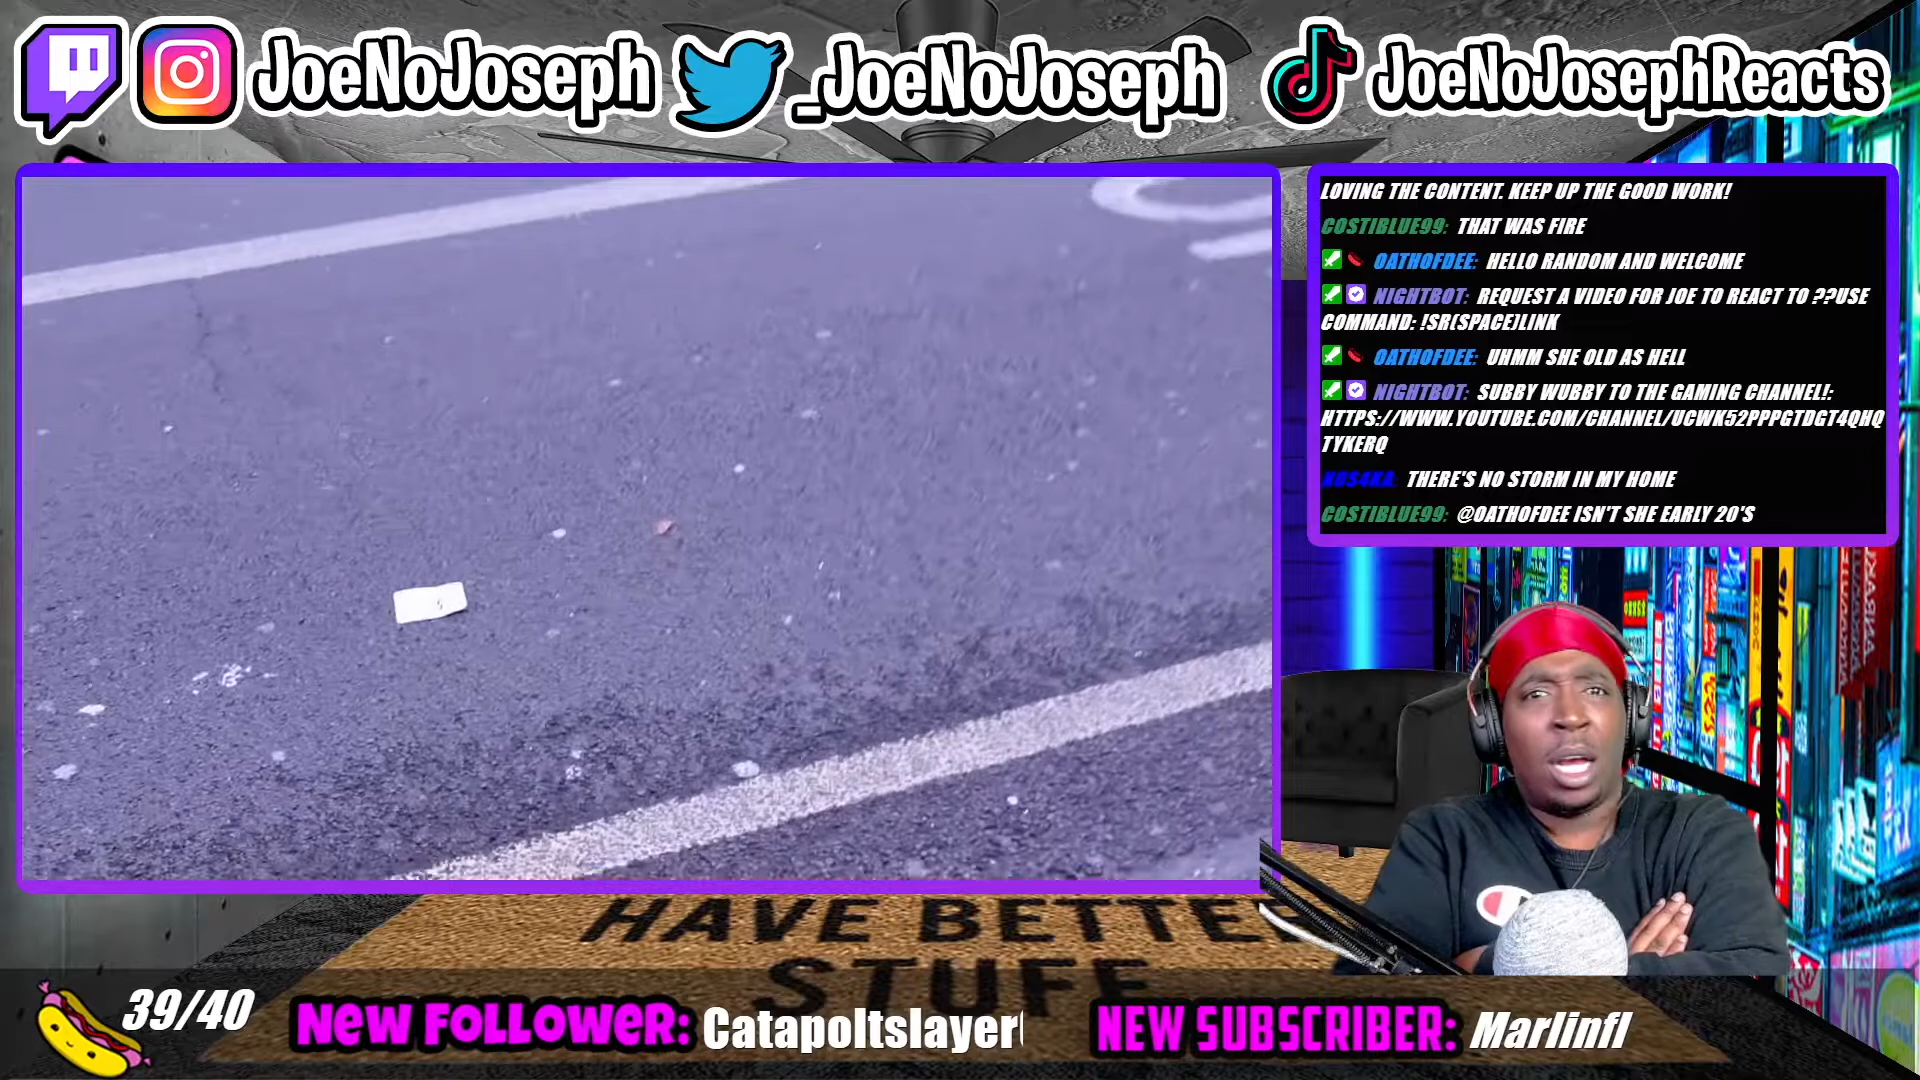 JoeNoJoseph _JoeNoJoseph JoeNoJosephReacts
LOVING THE CONTENT. KEEP UP THE GOOD WORK!
COSTIBLUE99: THAT WAS FIRE
OATHOFDEE: HELLO RANDOM AND WELCOME
NIGHTBOT: REQUEST A VIDEO FOR JOE TO REACT TO ??USE
COMMAND: !SR(SPACE)LINK
OATHOFDEE: UHMM SHE OLD AS HELL
NIGHTBOT: SUBBY WUBBY TO THE GAMING CHANNEL!:
HTTPS://WWW.YOUTUBE.COM/CHANNEL/UCWK52PPPGTDGT4QHQ
TYKERQ
THERE'S NO STORM IN MY HOME
COSTIBLUE99: @OATHOFDEE ISN'T SHE EARLY 20'S
HAVE BETTE
STUFF
39/40
NEW FOLLOWER: Catapoltslayer
NEW SUBSCRIBER: Marlinfl